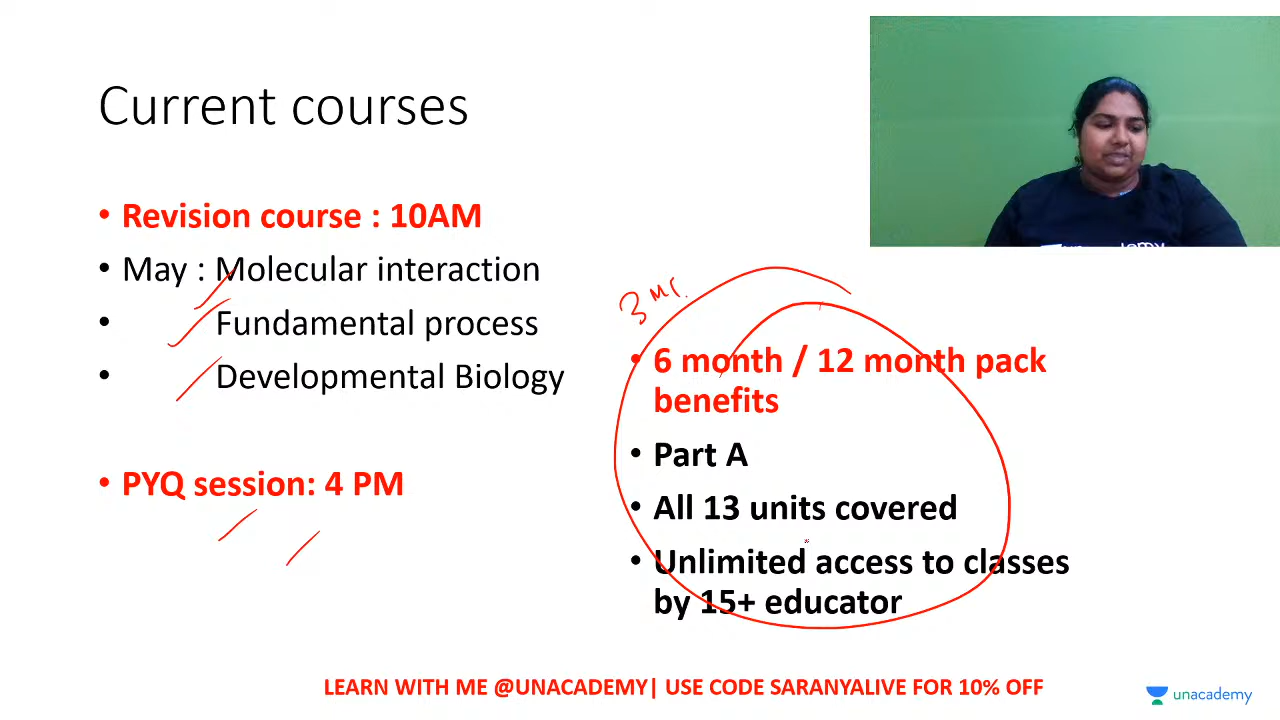 Current courses
• Revision course : 10AM
• May : Molecular interaction
• Fundamental process
• Developmental Biology
• PYQ session: 4 PM
• 6 month / 12 month pack
benefits
• Part A
• All 13 units covered
• Unlimited access to classes
by 15+ educator
LEARN WITH ME @UNACADEMY| USE CODE SARANYALIVE FOR 10% OFF
unacademy